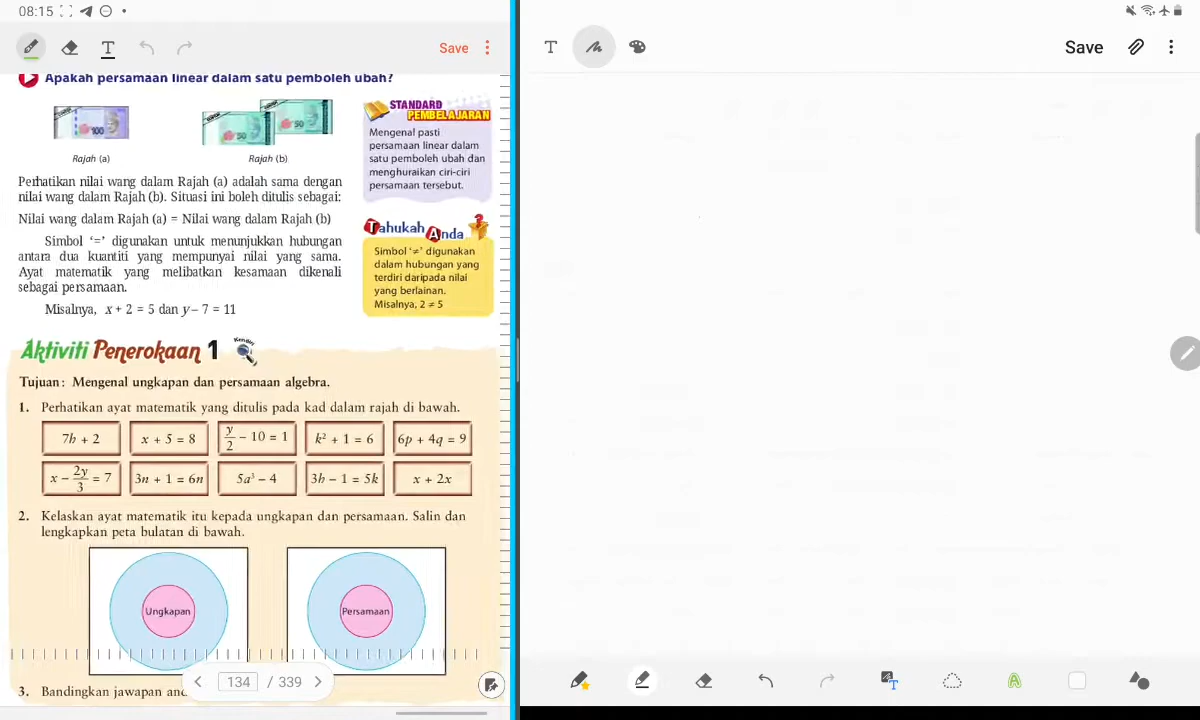 08:15
Save
Save
T
T
Apakah persamaan linear dalam satu pemboleh ubah?
100
50
50
Rajah (a)
Rajah (b)
Perhatikan nilai wang dalam Rajah (a) adalah sama dengan
nilai wang dalam Rajah (b). Situasi ini boleh ditulis sebagai:
Nilai wang dalam Rajah (a) = Nilai wang dalam Rajah (b)
Simbol ‘=’ digunakan untuk menunjukkan hubungan
antara dua kuantiti yang mempunyai nilai yang sama.
Ayat matematik yang melibatkan kesamaan dikenali
sebagai persamaan.
Misalnya, x + 2 = 5 dan y – 7 = 11
STANDARD
PEMBELAJARAN
Mengenal pasti
persamaan linear dalam
satu pemboleh ubah dan
menghuraikan ciri-ciri
persamaan tersebut.
Tahukah Anda
Simbol ‘≠’ digunakan
dalam hubungan yang
terdiri daripada nilai
yang berlainan.
Misalnya, 2 ≠ 5
Aktiviti Penerokaan 1
Tujuan : Mengenal ungkapan dan persamaan algebra.
1. Perhatikan ayat matematik yang ditulis pada kad dalam rajah di bawah.
7h + 2
x + 5 = 8
y/2 – 10 = 1
k² + 1 = 6
6p + 4q = 9
x – 2y/3 = 7
3n + 1 = 6n
5a³ – 4
3h – 1 = 5k
x + 2x
2. Kelaskan ayat matematik itu kepada ungkapan dan persamaan. Salin dan
lengkapkan peta bulatan di bawah.
Ungkapan
Persamaan
134 / 339
3. Bandingkan jawapan